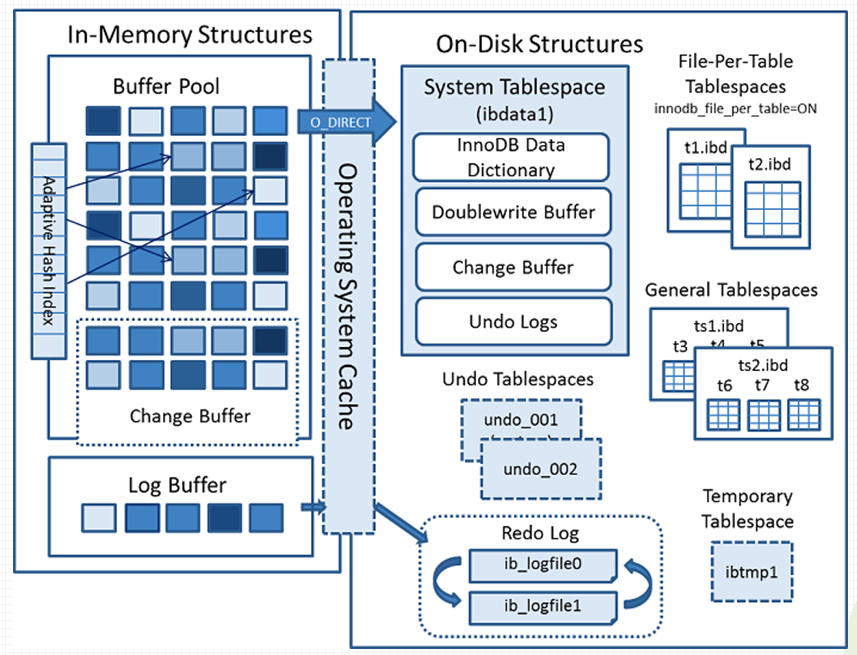 In-Memory Structures
Buffer Pool
Adaptive Hash Index
Change Buffer
Log Buffer
O_DIRECT
Operating System Cache
On-Disk Structures
System Tablespace
(ibdata1)
InnoDB Data
Dictionary
Doublewrite Buffer
Change Buffer
Undo Logs
File-Per-Table
Tablespaces
innodb_file_per_table=ON
t1.ibd
t2.ibd
General Tablespaces
ts1.ibd
t3 t4 t5
ts2.ibd
t6 t7 t8
Undo Tablespaces
undo_001
undo_002
Redo Log
ib_logfile0
ib_logfile1
Temporary
Tablespace
ibtmp1